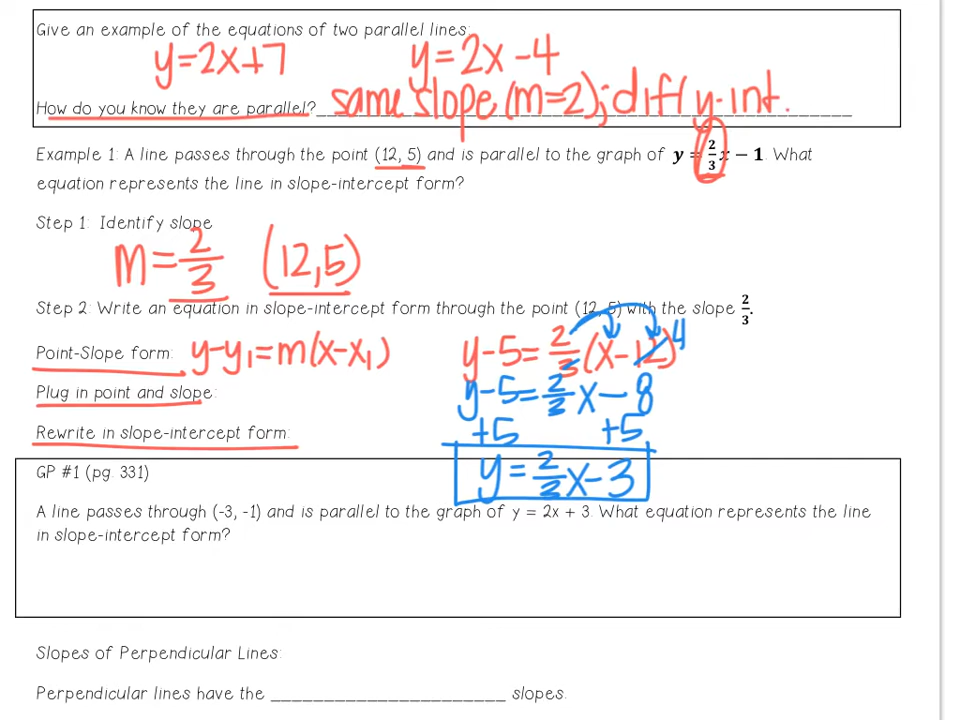 Give an example of the equations of two parallel lines:
y=2x+7 y=2x-4
How do you know they are parallel? same slope (m=2); diff y-int.
Example 1: A line passes through the point (12, 5) and is parallel to the graph of y = 2/3 x − 1. What
equation represents the line in slope-intercept form?
Step 1: Identify slope
m=2/3 (12,5)
Step 2: Write an equation in slope-intercept form through the point (12, 5) with the slope 2/3.
Point-Slope form: y-y₁=m(x-x₁) y-5=2/3(x-12) 4
Plug in point and slope: y-5=2/3x-8
Rewrite in slope-intercept form: +5 +5
y=2/3x-3
GP #1 (pg. 331)
A line passes through (-3, -1) and is parallel to the graph of y = 2x + 3. What equation represents the line
in slope-intercept form?
Slopes of Perpendicular Lines:
Perpendicular lines have the ______________________ slopes.